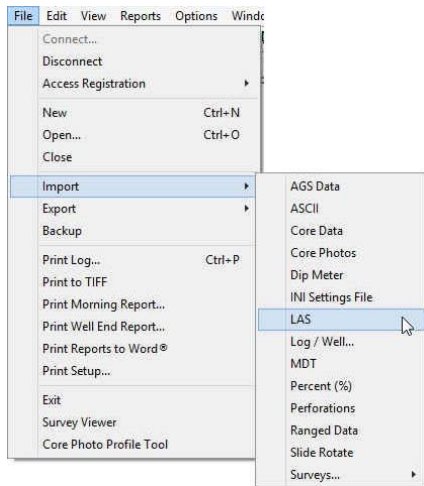 File Edit View Reports Options
Connect...
Disconnect
Access Registration
New Ctrl+N
Open... Ctrl+O
Close
Import
Export
Backup
Print Log... Ctrl+P
Print to TIFF
Print Morning Report...
Print Well End Report...
Print Reports to Word®
Print Setup...
Exit
Survey Viewer
Core Photo Profile Tool
AGS Data
ASCII
Core Data
Core Photos
Dip Meter
INI Settings File
LAS
Log / Well...
MDT
Percent (%)
Perforations
Ranged Data
Slide Rotate
Surveys...